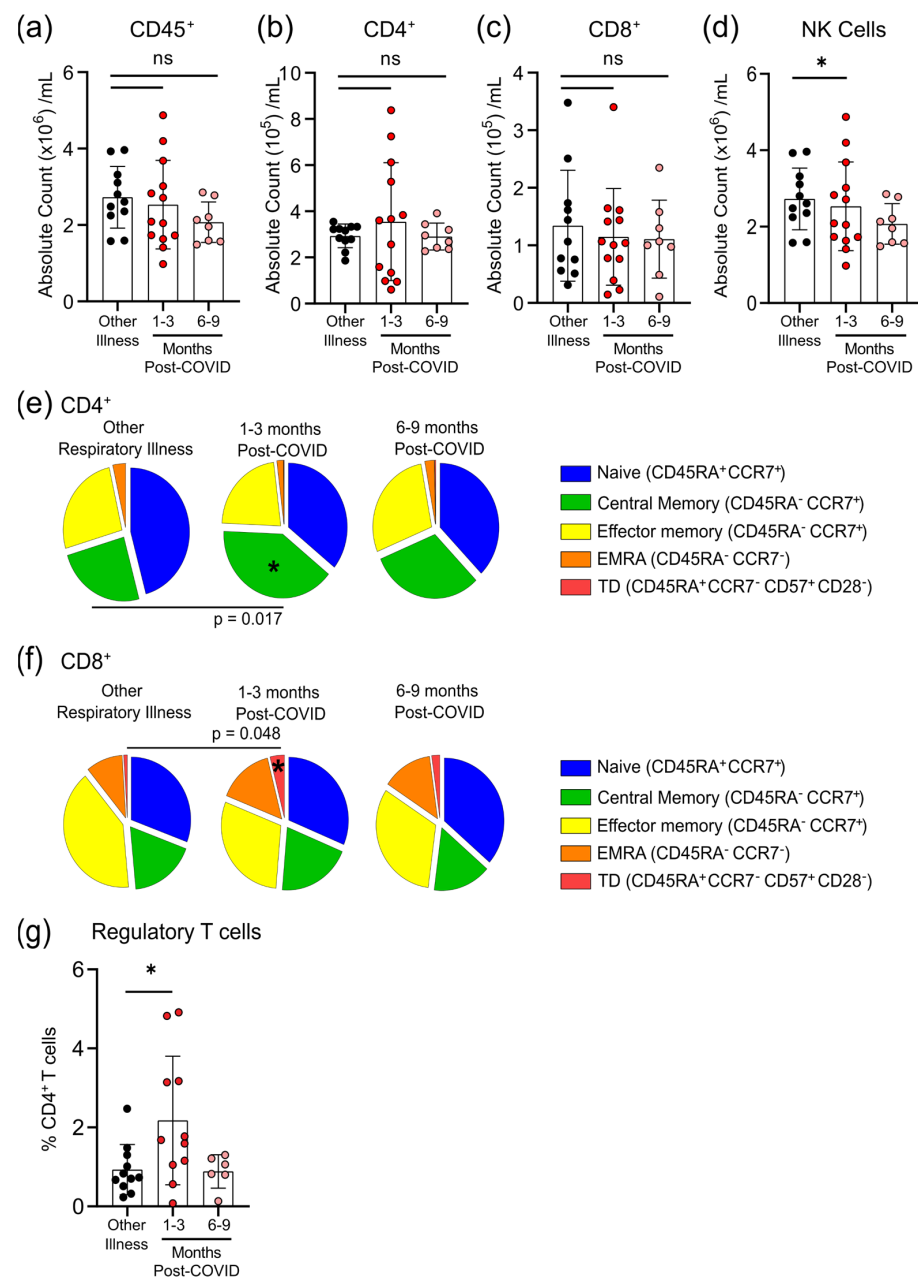 (a) CD45⁺
ns
Absolute Count (x10⁶) /mL
6
4
2
0
Other Illness
1-3
6-9
Months
Post-COVID
(b) CD4⁺
ns
Absolute Count (10⁵) /mL
10
8
6
4
2
0
Other Illness
1-3
6-9
Months
Post-COVID
(c) CD8⁺
ns
Absolute Count (10⁵) /mL
4
3
2
1
0
Other Illness
1-3
6-9
Months
Post-COVID
(d) NK Cells
*
Absolute Count (x10⁶) /mL
6
4
2
0
Other Illness
1-3
6-9
Months
Post-COVID
(e) CD4⁺
Other
Respiratory Illness
1-3 months
Post-COVID
6-9 months
Post-COVID
*
p = 0.017
Naive (CD45RA⁺CCR7⁺)
Central Memory (CD45RA⁻ CCR7⁺)
Effector memory (CD45RA⁻ CCR7⁺)
EMRA (CD45RA⁻ CCR7⁻)
TD (CD45RA⁺CCR7⁻ CD57⁺ CD28⁻)
(f) CD8⁺
Other
Respiratory Illness
1-3 months
Post-COVID
6-9 months
Post-COVID
p = 0.048
*
Naive (CD45RA⁺CCR7⁺)
Central Memory (CD45RA⁻ CCR7⁺)
Effector memory (CD45RA⁻ CCR7⁺)
EMRA (CD45RA⁻ CCR7⁻)
TD (CD45RA⁺CCR7⁻ CD57⁺ CD28⁻)
(g) Regulatory T cells
*
% CD4⁺ T cells
6
4
2
0
Other
Illness
1-3
6-9
Months
Post-COVID